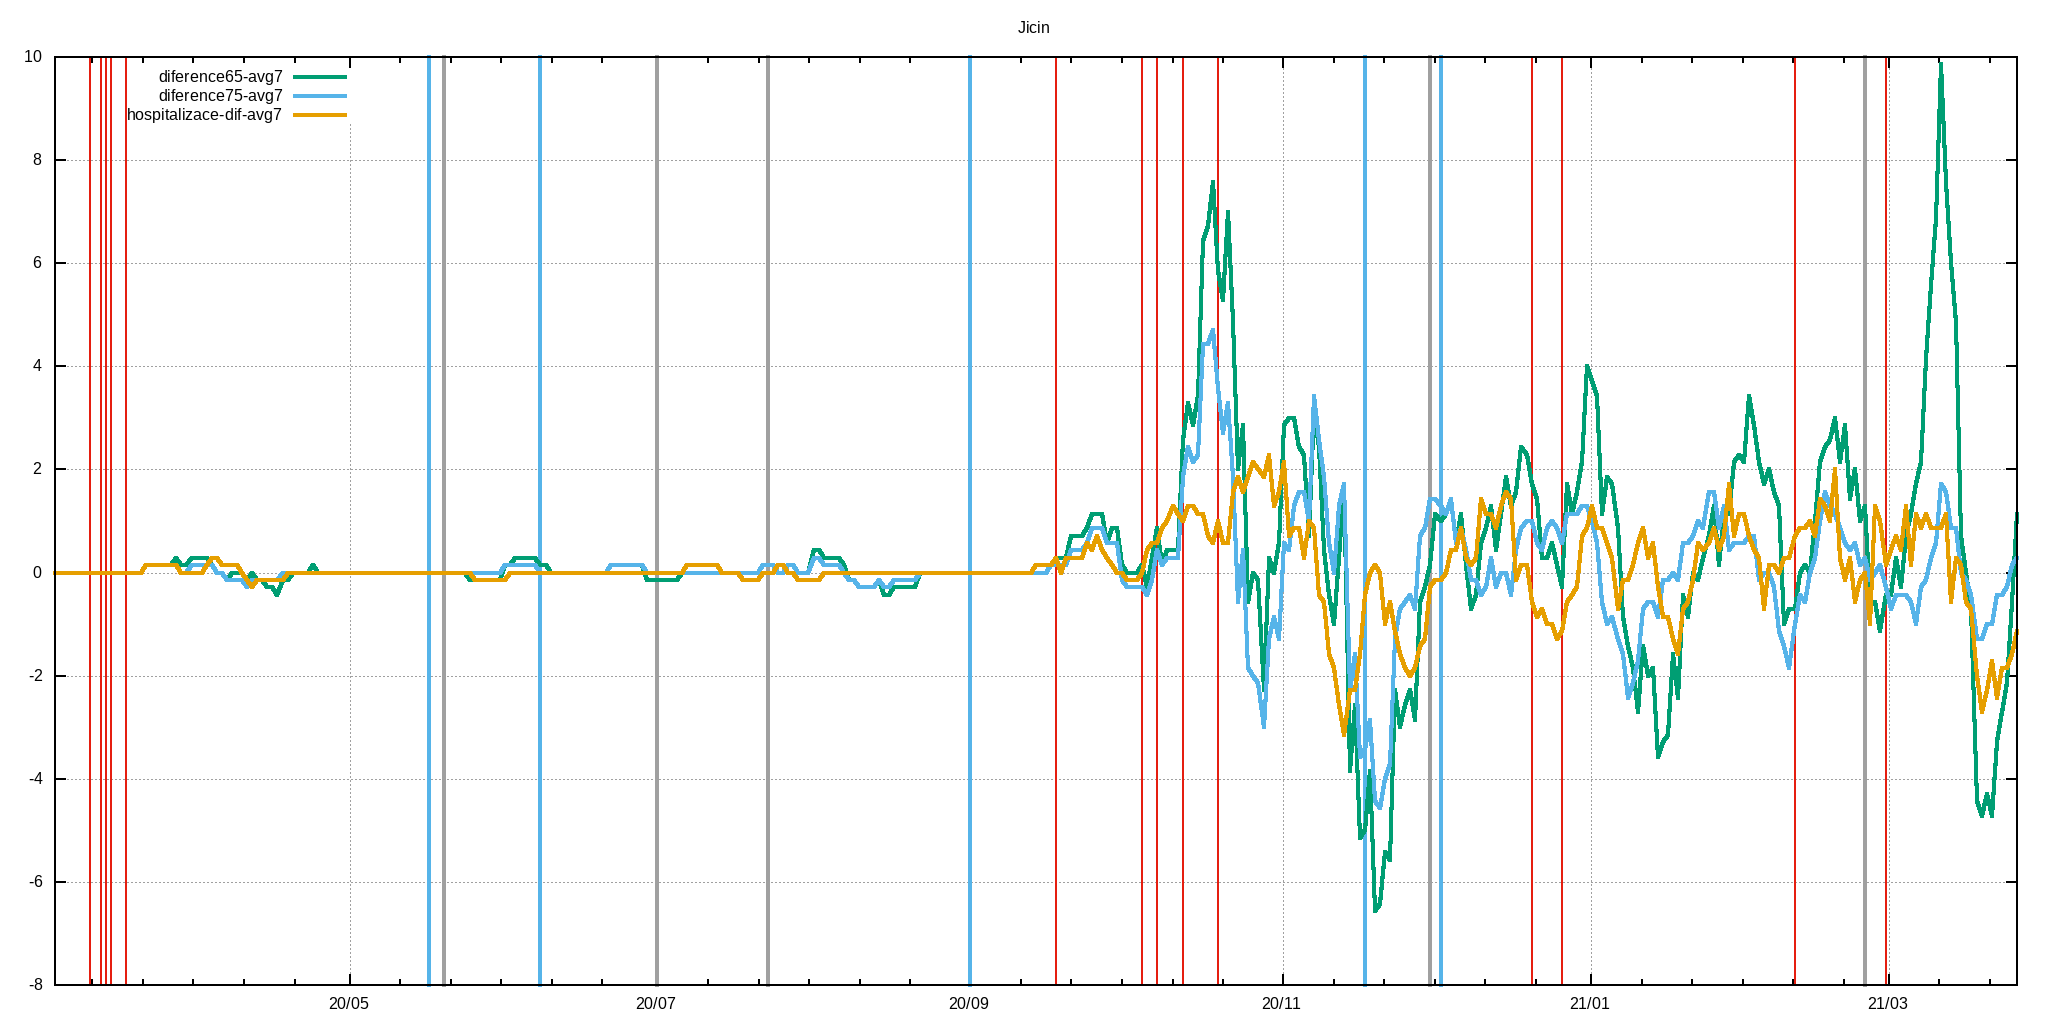 Jicin
10
diference65-avg7
diference75-avg7
hospitalizace-dif-avg7
8
6
4
2
0
-2
-4
-6
-8
20/05 20/07 20/09 20/11 21/01 21/03